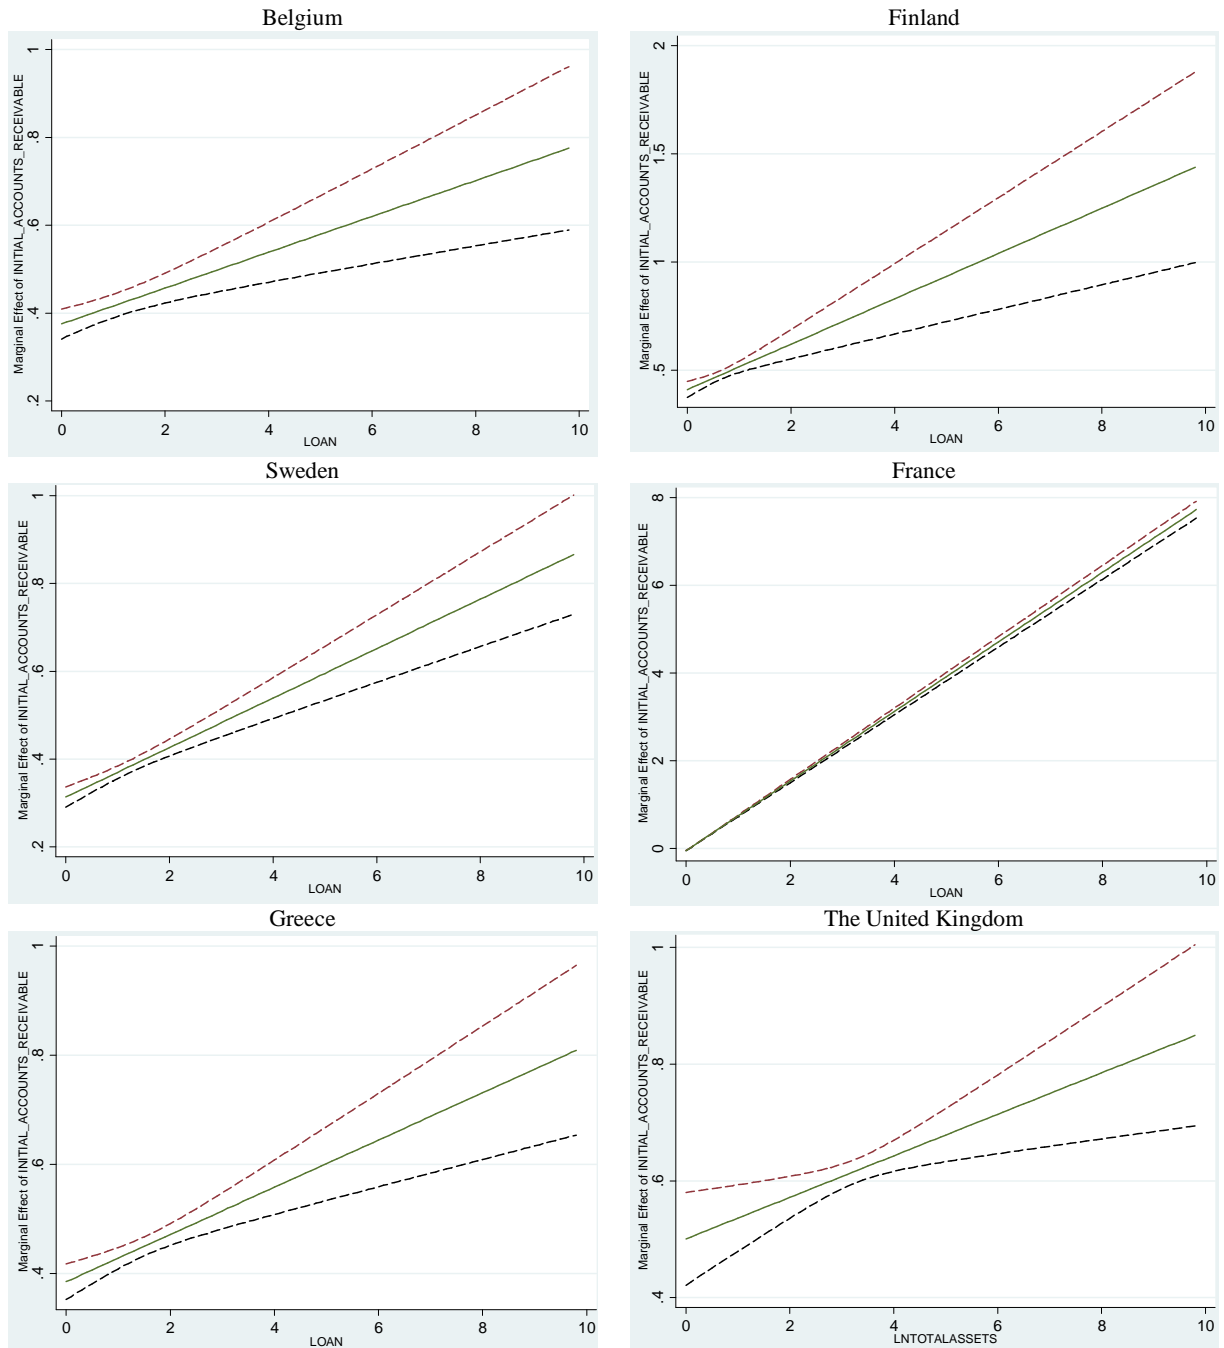 Belgium
Marginal Effect of INITIAL_ACCOUNTS_RECEIVABLE
1
.8
.6
.4
.2
0 2 4 6 8 10
LOAN
Finland
Marginal Effect of INITIAL_ACCOUNTS_RECEIVABLE
2
1.5
1
.5
0 2 4 6 8 10
LOAN
Sweden
Marginal Effect of INITIAL_ACCOUNTS_RECEIVABLE
1
.8
.6
.4
.2
0 2 4 6 8 10
LOAN
France
Marginal Effect of INITIAL_ACCOUNTS_RECEIVABLE
8
6
4
2
0
0 2 4 6 8 10
LOAN
Greece
Marginal Effect of INITIAL_ACCOUNTS_RECEIVABLE
1
.8
.6
.4
0 2 4 6 8 10
LOAN
The United Kingdom
Marginal Effect of INITIAL_ACCOUNTS_RECEIVABLE
1
.8
.6
.4
0 2 4 6 8 10
LNTOTALASSETS